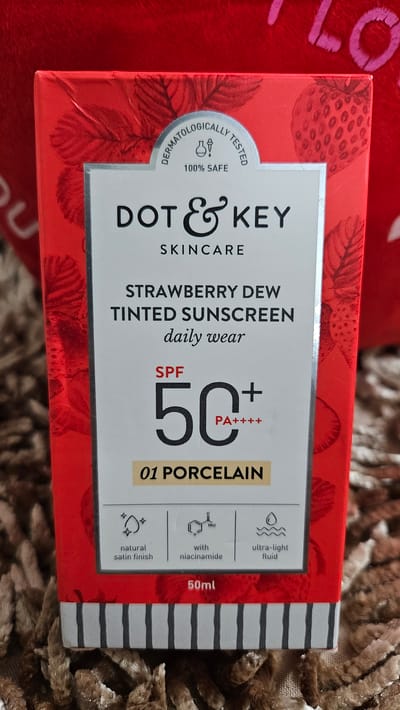 DERMATOLOGICALLY TESTED
100% SAFE
DOT & KEY
SKINCARE
STRAWBERRY DEW
TINTED SUNSCREEN
daily wear
SPF
50+
PA++++
01 PORCELAIN
natural
satin finish
with
niacinamide
ultra-light
fluid
50ml